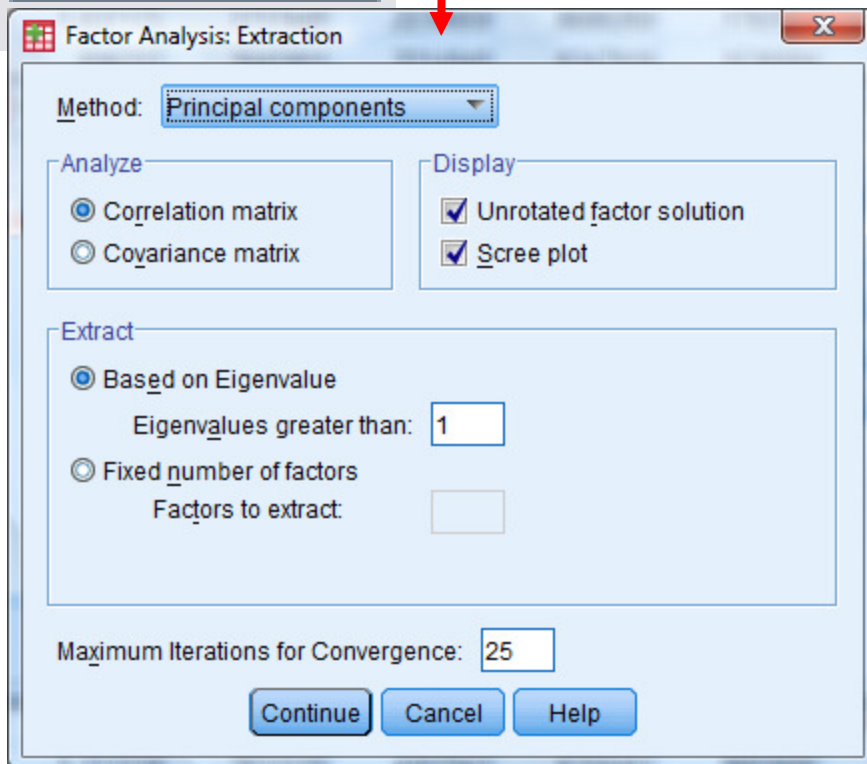 Factor Analysis: Extraction
Method: Principal components
Analyze
Correlation matrix
Covariance matrix
Display
Unrotated factor solution
Scree plot
Extract
Based on Eigenvalue
Eigenvalues greater than: 1
Fixed number of factors
Factors to extract:
Maximum Iterations for Convergence: 25
Continue Cancel Help